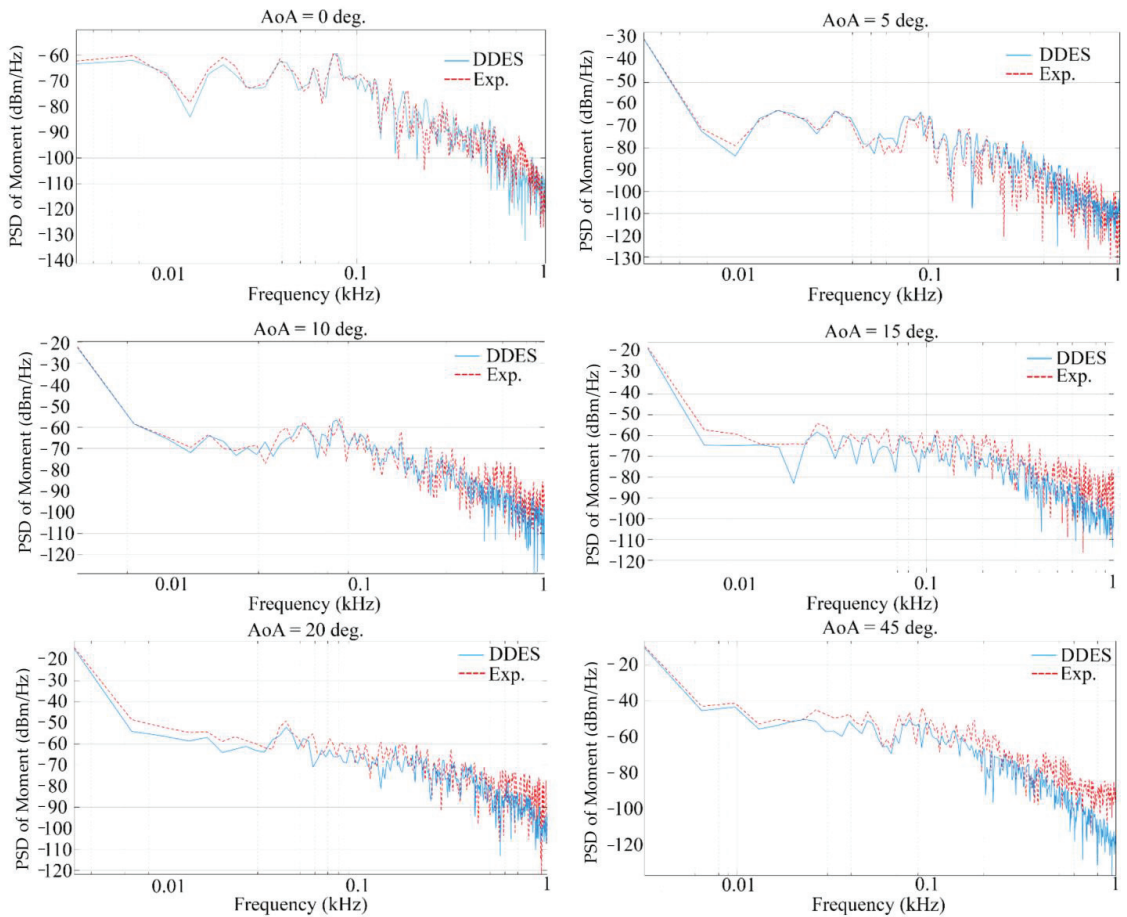 AoA = 0 deg.
PSD of Moment (dBm/Hz)
−60
−70
−80
−90
−100
−110
−120
−130
−140
DDES
Exp.
0.01 0.1 1
Frequency (kHz)
AoA = 5 deg.
PSD of Moment (dBm/Hz)
−30
−40
−50
−60
−70
−80
−90
−100
−110
−120
−130
DDES
Exp.
0.01 0.1 1
Frequency (kHz)
AoA = 10 deg.
PSD of Moment (dBm/Hz)
−20
−30
−40
−50
−60
−70
−80
−90
−100
−110
−120
DDES
Exp.
0.01 0.1 1
Frequency (kHz)
AoA = 15 deg.
PSD of Moment (dBm/Hz)
−20
−30
−40
−50
−60
−70
−80
−90
−100
−110
−120
DDES
Exp.
0.01 0.1 1
Frequency (kHz)
AoA = 20 deg.
PSD of Moment (dBm/Hz)
−20
−30
−40
−50
−60
−70
−80
−90
−100
−110
−120
DDES
Exp.
0.01 0.1 1
Frequency (kHz)
AoA = 45 deg.
PSD of Moment (dBm/Hz)
−20
−40
−60
−80
−100
−120
DDES
Exp.
0.01 0.1 1
Frequency (kHz)